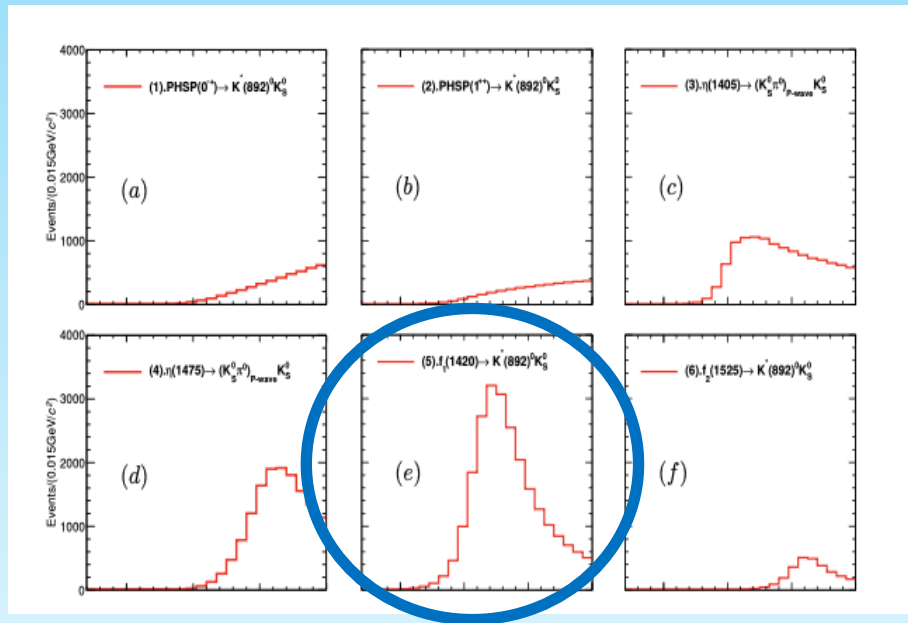 4000
3000
2000
1000
0
Events/(0.015GeV/c²)
(1).PHSP(0⁻⁺)→ K*(892)⁰K⁰S
(a)
(2).PHSP(1⁺⁺)→ K*(892)⁰K⁰S
(b)
(3).η(1405)→ (K⁰Sπ⁰)P-wave K⁰S
(c)
4000
3000
2000
1000
0
Events/(0.015GeV/c²)
(4).η(1475)→ (K⁰Sπ⁰)P-wave K⁰S
(d)
(5).f₁(1420)→ K*(892)⁰K⁰S
(e)
(6).f₂(1525)→ K*(892)⁰K⁰S
(f)